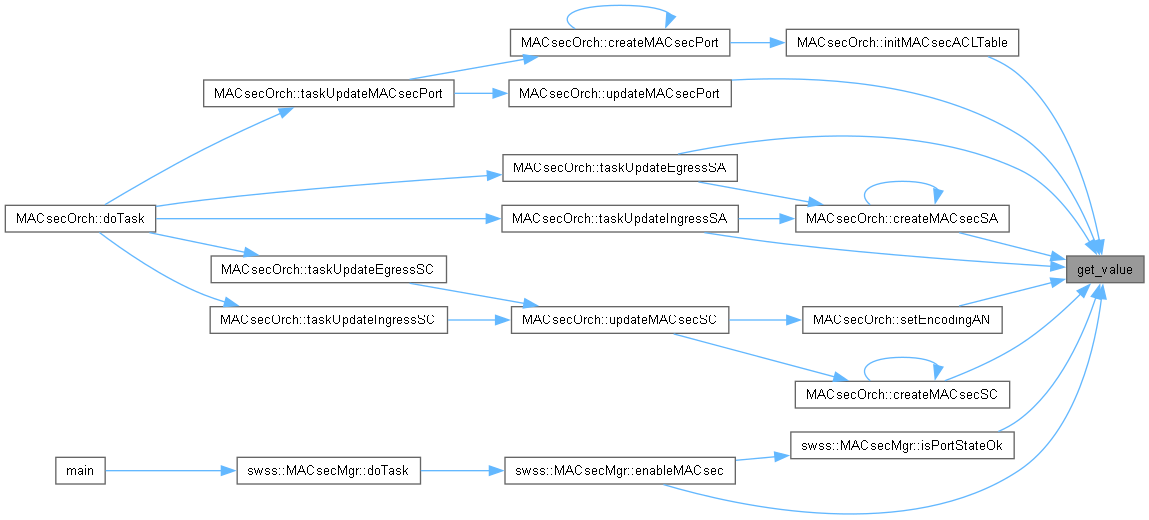 MACsecOrch::createMACsecPort
MACsecOrch::initMACsecACLTable
MACsecOrch::taskUpdateMACsecPort
MACsecOrch::updateMACsecPort
MACsecOrch::taskUpdateEgressSA
MACsecOrch::doTask
MACsecOrch::taskUpdateIngressSA
MACsecOrch::createMACsecSA
MACsecOrch::taskUpdateEgressSC
get_value
MACsecOrch::taskUpdateIngressSC
MACsecOrch::updateMACsecSC
MACsecOrch::setEncodingAN
MACsecOrch::createMACsecSC
swss::MACsecMgr::isPortStateOk
main
swss::MACsecMgr::doTask
swss::MACsecMgr::enableMACsec